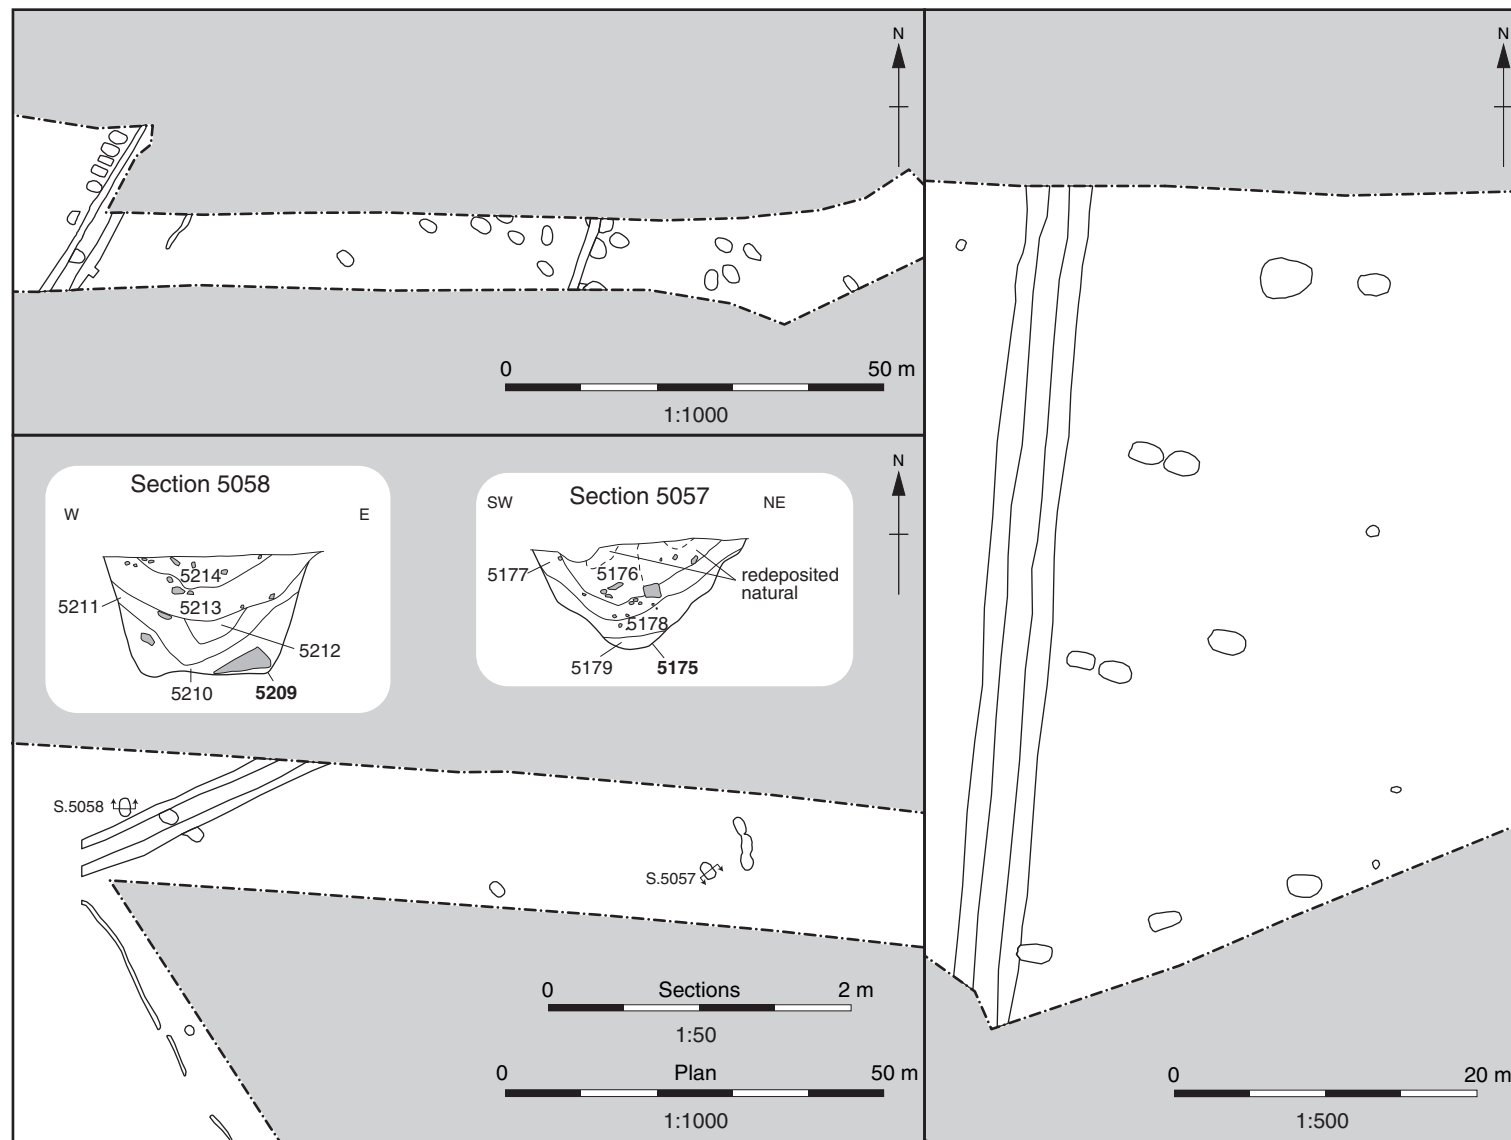 N
0 50 m
1:1000
N
Section 5058
W E
5214
5211
5213
5212
5210
5209
Section 5057
SW NE
5177
5176
redeposited
natural
5178
5179
5175
N
S.5058
S.5057
0 Sections 2 m
1:50
0 Plan 50 m
1:1000
N
0 20 m
1:500